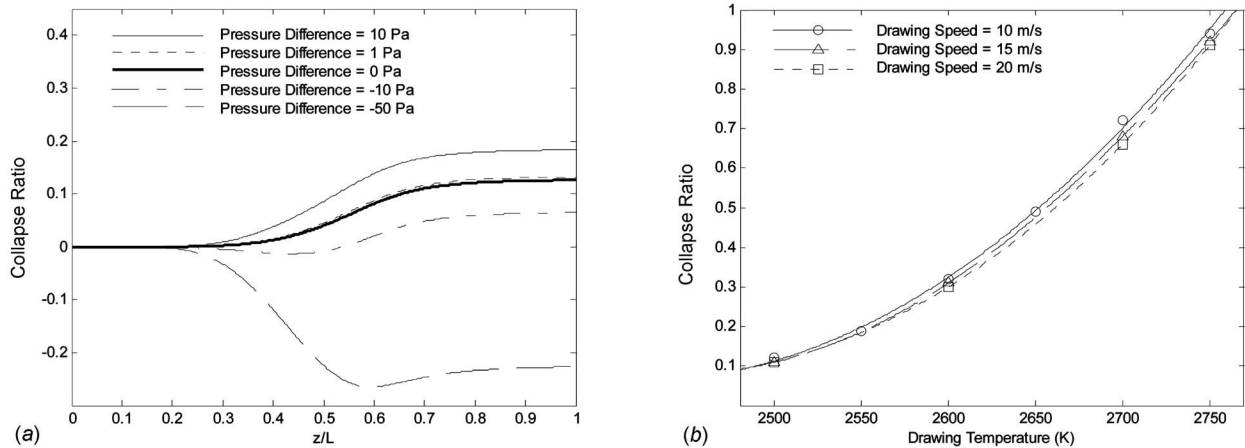 0.4
0.3
0.2
0.1
0
-0.1
-0.2
Collapse Ratio
Pressure Difference = 10 Pa
Pressure Difference = 1 Pa
Pressure Difference = 0 Pa
Pressure Difference = -10 Pa
Pressure Difference = -50 Pa
0 0.1 0.2 0.3 0.4 0.5 0.6 0.7 0.8 0.9 1
z/L
(a)
1
0.9
0.8
0.7
0.6
0.5
0.4
0.3
0.2
0.1
Collapse Ratio
Drawing Speed = 10 m/s
Drawing Speed = 15 m/s
Drawing Speed = 20 m/s
2500 2550 2600 2650 2700 2750
Drawing Temperature (K)
(b)